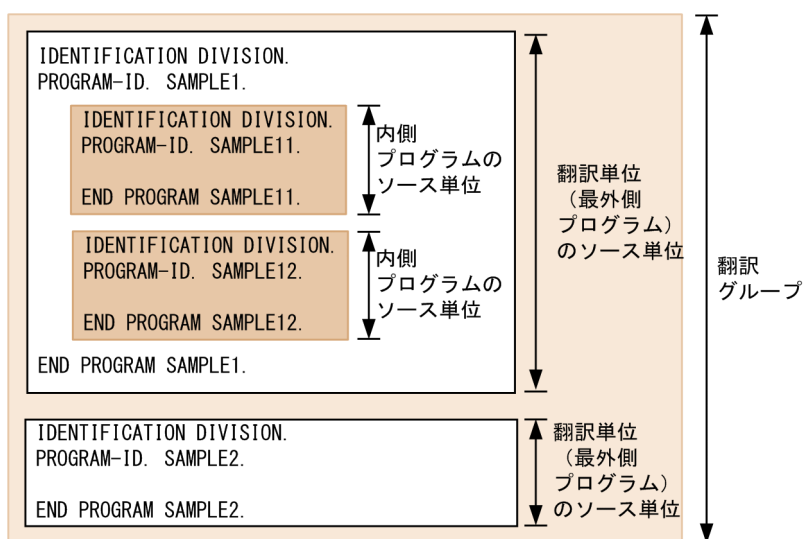 IDENTIFICATION DIVISION.
PROGRAM-ID. SAMPLE1.
IDENTIFICATION DIVISION.
PROGRAM-ID. SAMPLE11.
END PROGRAM SAMPLE11.
内側
プログラムの
ソース単位
IDENTIFICATION DIVISION.
PROGRAM-ID. SAMPLE12.
END PROGRAM SAMPLE12.
内側
プログラムの
ソース単位
END PROGRAM SAMPLE1.
翻訳単位
（最外側
プログラム）
のソース単位
IDENTIFICATION DIVISION.
PROGRAM-ID. SAMPLE2.
END PROGRAM SAMPLE2.
翻訳単位
（最外側
プログラム）
のソース単位
翻訳
グループ